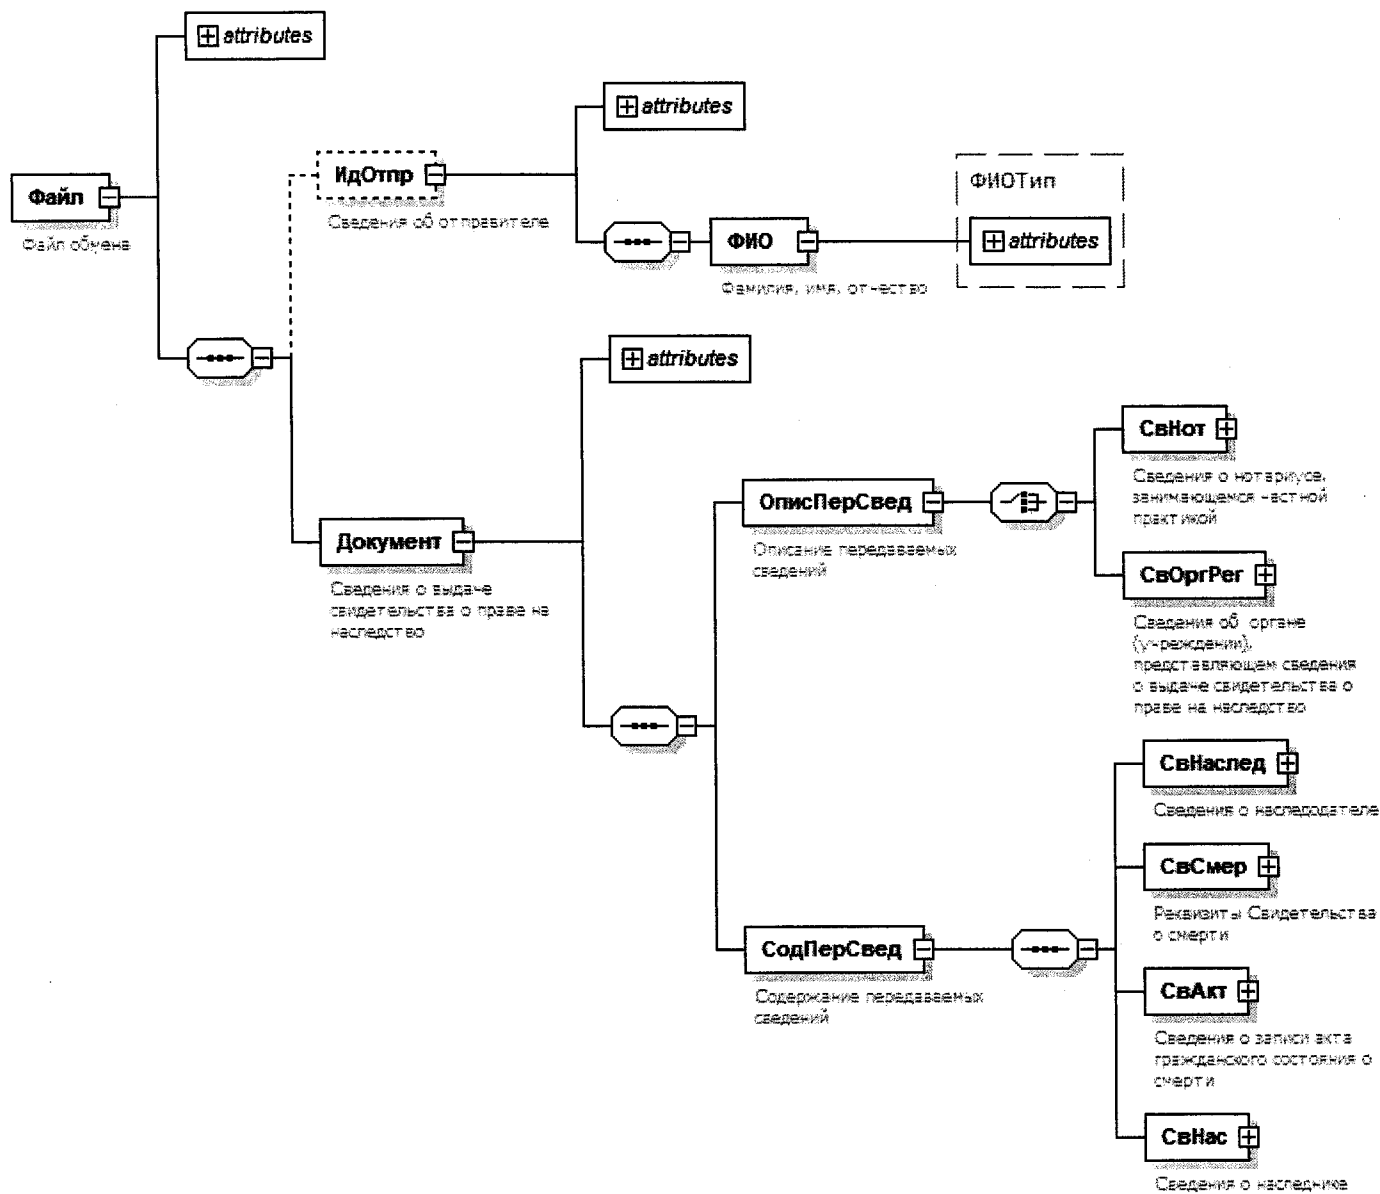 attributes
attributes
ИдОтпр
ФИОТип
Файл
Сведения об отправителе
Файл обмена
ФИО
attributes
Фамилия, имя, отчество
attributes
СвНот
Сведения о нотариусе,
занимающемся частной
практикой
ОписПерСвед
Описание передаваемых
сведений
Документ
Сведения о выдаче
свидетельства о праве на
наследство
СвОргРег
Сведения об органе
(учреждении),
представляющем сведения
о выдаче свидетельства о
праве на наследство
СвНаслед
Сведения о наследодателе
СвСмер
Реквизиты Свидетельства
о смерти
СодПерСвед
Содержание передаваемых
сведений
СвАкт
Сведения о записи акта
гражданского состояния о
смерти
СвНас
Сведения о наследнике